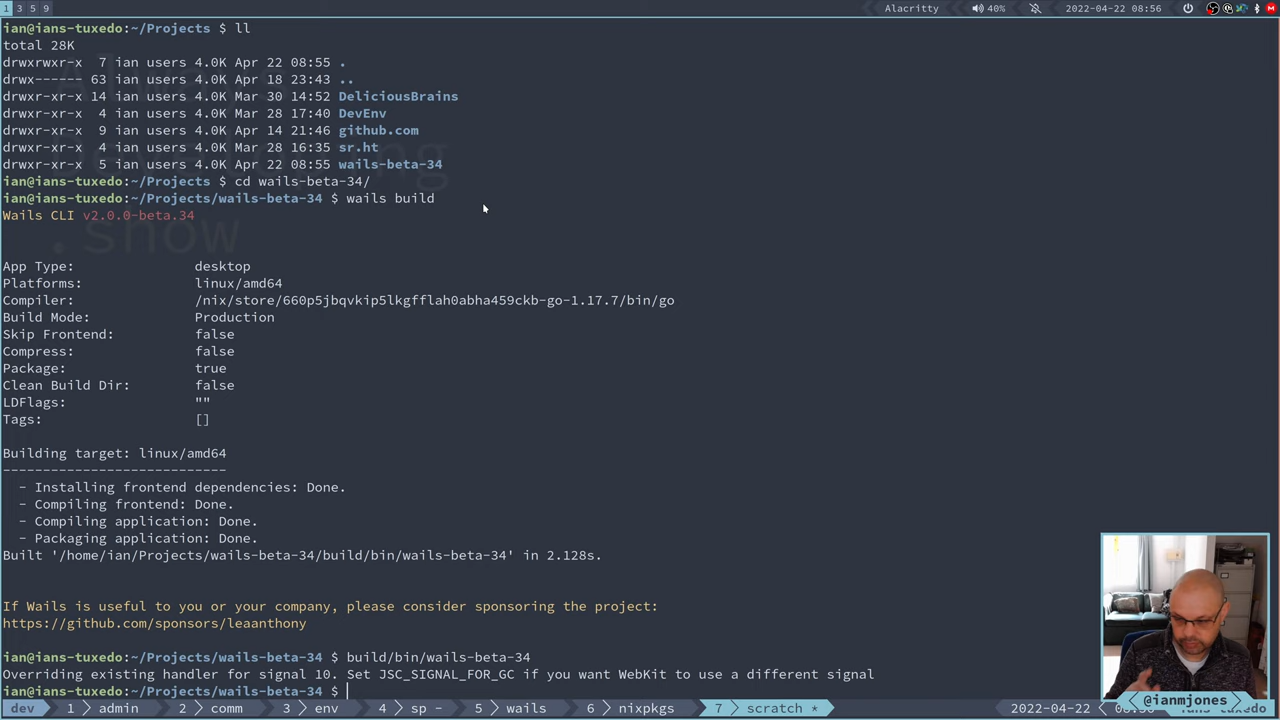 1 3 5 9
Alacritty 40% 2022-04-22 08:56
ian@ians-tuxedo:~/Projects $ ll
total 28K
drwxrwxr-x 7 ian users 4.0K Apr 22 08:55 .
drwx------ 63 ian users 4.0K Apr 18 23:43 ..
drwxr-xr-x 14 ian users 4.0K Mar 30 14:52 DeliciousBrains
drwxr-xr-x 4 ian users 4.0K Mar 28 17:40 DevEnv
drwxr-xr-x 9 ian users 4.0K Apr 14 21:46 github.com
drwxr-xr-x 4 ian users 4.0K Mar 28 16:35 sr.ht
drwxr-xr-x 5 ian users 4.0K Apr 22 08:55 wails-beta-34
ian@ians-tuxedo:~/Projects $ cd wails-beta-34/
ian@ians-tuxedo:~/Projects/wails-beta-34 $ wails build
Wails CLI v2.0.0-beta.34
.show
App Type: desktop
Platforms: linux/amd64
Compiler: /nix/store/660p5jbqvkip5lkgfflah0abha459ckb-go-1.17.7/bin/go
Build Mode: Production
Skip Frontend: false
Compress: false
Package: true
Clean Build Dir: false
LDFlags: ""
Tags: []
Building target: linux/amd64
---------------------------
- Installing frontend dependencies: Done.
- Compiling frontend: Done.
- Compiling application: Done.
- Packaging application: Done.
Built '/home/ian/Projects/wails-beta-34/build/bin/wails-beta-34' in 2.128s.
If Wails is useful to you or your company, please consider sponsoring the project:
https://github.com/sponsors/leaanthony
ian@ians-tuxedo:~/Projects/wails-beta-34 $ build/bin/wails-beta-34
Overriding existing handler for signal 10. Set JSC_SIGNAL_FOR_GC if you want WebKit to use a different signal
ian@ians-tuxedo:~/Projects/wails-beta-34 $
@ianmjones
dev 1 admin 2 comm 3 env 4 sp - 5 wails 6 nixpkgs 7 scratch * 2022-04-22